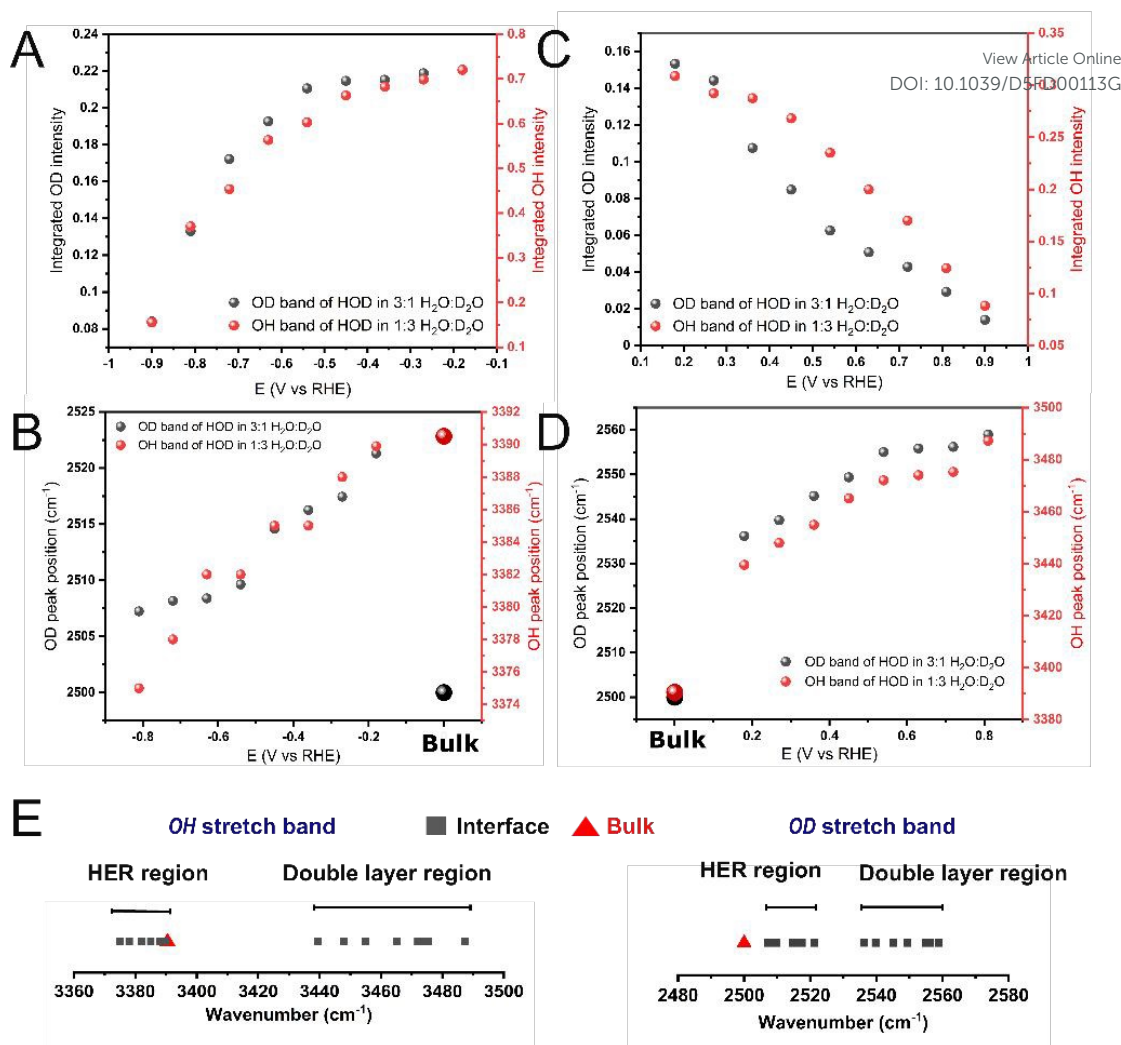 A
0.24
0.22
0.2
0.18
0.16
0.14
0.12
0.1
0.08
Integrated OD intensity
0.8
0.7
0.6
0.5
0.4
0.3
0.2
0.1
Integrated OH intensity
OD band of HOD in 3:1 H2O:D2O
OH band of HOD in 1:3 H2O:D2O
-1 -0.9 -0.8 -0.7 -0.6 -0.5 -0.4 -0.3 -0.2 -0.1
E (V vs RHE)
C
View Article Online
0.16
0.14
0.12
0.1
0.08
0.06
0.04
0.02
0
Integrated OD intensity
0.35
0.25
0.2
0.15
0.1
0.05
Integrated OH intensity
OD band of HOD in 3:1 H2O:D2O
OH band of HOD in 1:3 H2O:D2O
0.1 0.2 0.3 0.4 0.5 0.6 0.7 0.8 0.9 1
E (V vs RHE)
B
2525
2520
2515
2510
2505
2500
OD peak position (cm-1)
3392
3390
3388
3386
3384
3382
3380
3378
3376
3374
OH peak position (cm-1)
OD band of HOD in 3:1 H2O:D2O
OH band of HOD in 1:3 H2O:D2O
-0.8 -0.6 -0.4 -0.2
Bulk
E (V vs RHE)
D
2560
2550
2540
2530
2520
2510
2500
OD peak position (cm-1)
3500
3480
3460
3440
3420
3400
3380
OH peak position (cm-1)
OD band of HOD in 3:1 H2O:D2O
OH band of HOD in 1:3 H2O:D2O
0.2 0.4 0.6 0.8
Bulk
E (V vs RHE)
E
OH stretch band Interface Bulk OD stretch band
HER region Double layer region
3360 3380 3400 3420 3440 3460 3480 3500
Wavenumber (cm-1)
HER region Double layer region
2480 2500 2520 2540 2560 2580
Wavenumber (cm-1)